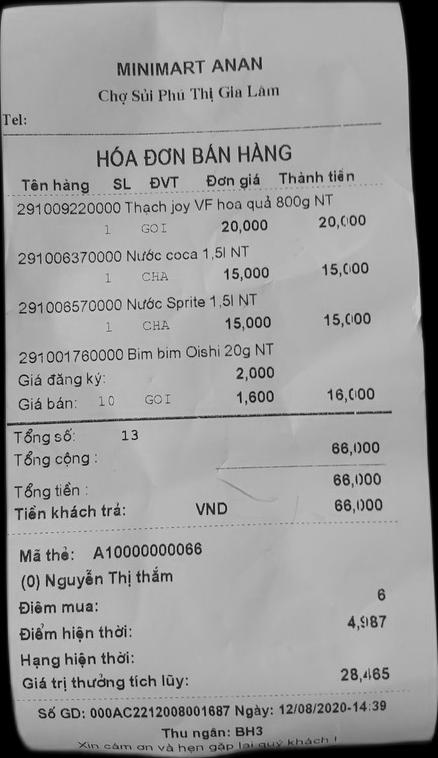 MINIMART ANAN
Chợ Sủi Phú Thị Gia Lâm
Tel:
HÓA ĐƠN BÁN HÀNG
Tên hàng SL ĐVT Đơn giá Thành tiền
291009220000 Thạch joy VF hoa quả 800g NT
1 GOI 20,000 20,000
291006370000 Nước coca 1,5l NT
1 CHA 15,000 15,000
291006570000 Nước Sprite 1,5l NT
1 CHA 15,000 15,000
291001760000 Bim bim Oishi 20g NT
Giá đăng ký: 2,000
Giá bán: 10 GOI 1,600 16,000
Tổng số: 13
Tổng cộng : 66,000
Tổng tiền : 66,000
Tiền khách trả: VND 66,000
Mã thẻ: A10000000066
(0) Nguyễn Thị thắm
Điểm mua: 6
Điểm hiện thời: 4,987
Hạng hiện thời:
Giá trị thưởng tích lũy: 28,465
Số GD: 000AC2212008001687 Ngày: 12/08/2020-14:39
Thu ngân: BH3
Xin cảm ơn và hẹn gặp lại quý khách !